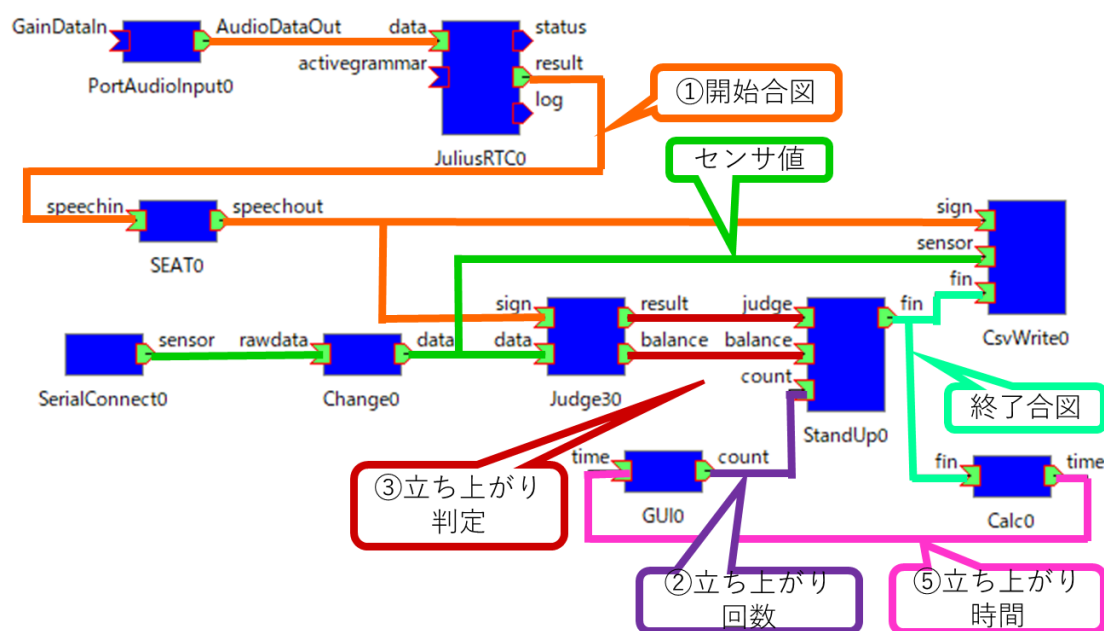 GainDataIn
AudioDataOut
PortAudioInput0
data
activegrammar
status
result
log
JuliusRTC0
①開始合図
センサ値
speechin
speechout
SEAT0
sign
sensor
fin
CsvWrite0
sensor
SerialConnect0
rawdata
data
Change0
sign
data
result
balance
Judge30
judge
balance
count
fin
StandUp0
終了合図
③立ち上がり
判定
time
count
GUI0
fin
time
Calc0
②立ち上がり
回数
⑤立ち上がり
時間